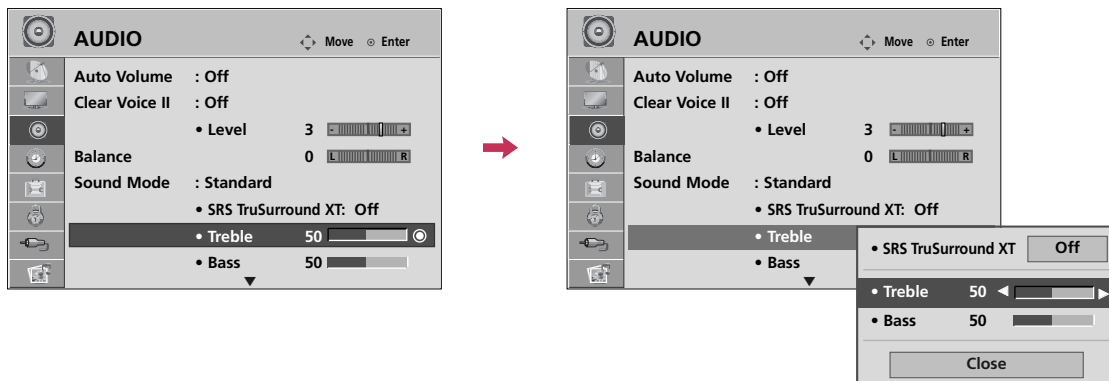 AUDIO Move Enter
Auto Volume : Off
Clear Voice II : Off
• Level 3 - +
Balance 0 L R
Sound Mode : Standard
• SRS TruSurround XT: Off
• Treble 50
• Bass 50
▼
AUDIO Move Enter
Auto Volume : Off
Clear Voice II : Off
• Level 3 - +
Balance 0 L R
Sound Mode : Standard
• SRS TruSurround XT: Off
• Treble
• Bass
▼
• SRS TruSurround XT Off
• Treble 50 ◀ ▶
• Bass 50
Close